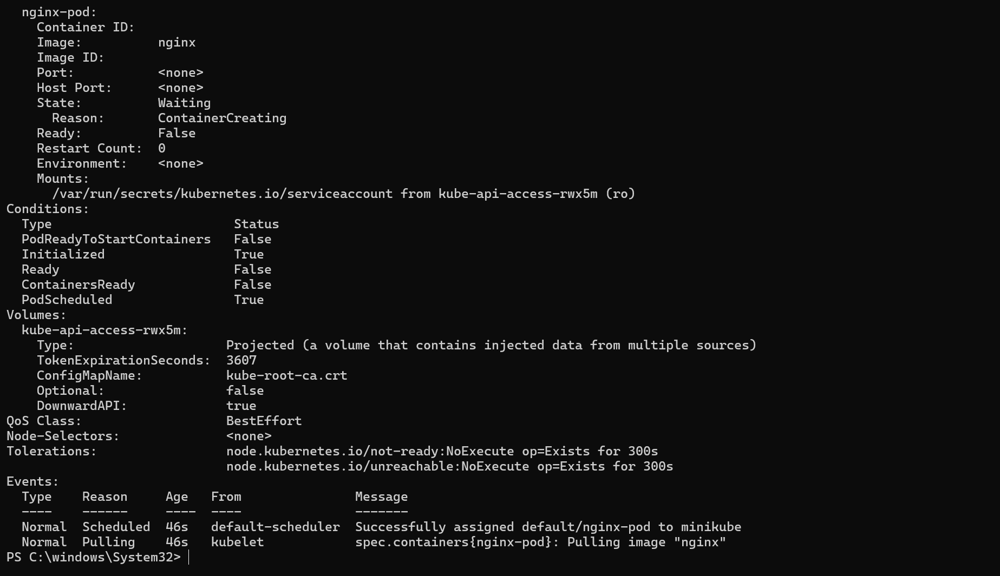 nginx-pod:
Container ID:
Image: nginx
Image ID:
Port: <none>
Host Port: <none>
State: Waiting
Reason: ContainerCreating
Ready: False
Restart Count: 0
Environment: <none>
Mounts:
/var/run/secrets/kubernetes.io/serviceaccount from kube-api-access-rwx5m (ro)
Conditions:
Type Status
PodReadyToStartContainers False
Initialized True
Ready False
ContainersReady False
PodScheduled True
Volumes:
kube-api-access-rwx5m:
Type: Projected (a volume that contains injected data from multiple sources)
TokenExpirationSeconds: 3607
ConfigMapName: kube-root-ca.crt
Optional: false
DownwardAPI: true
QoS Class: BestEffort
Node-Selectors: <none>
Tolerations: node.kubernetes.io/not-ready:NoExecute op=Exists for 300s
node.kubernetes.io/unreachable:NoExecute op=Exists for 300s
Events:
Type Reason Age From Message
---- ------ ---- ---- -------
Normal Scheduled 46s default-scheduler Successfully assigned default/nginx-pod to minikube
Normal Pulling 46s kubelet spec.containers{nginx-pod}: Pulling image "nginx"
PS C:\windows\System32>